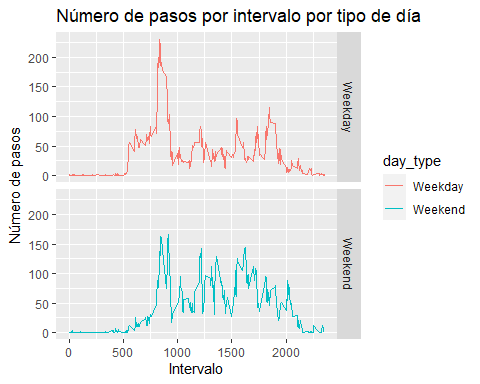 Número de pasos por intervalo por tipo de día
Número de pasos
200
150
100
50
0
Weekday
200
150
100
50
0
Weekend
0
500
1000
1500
2000
Intervalo
day_type
Weekday
Weekend